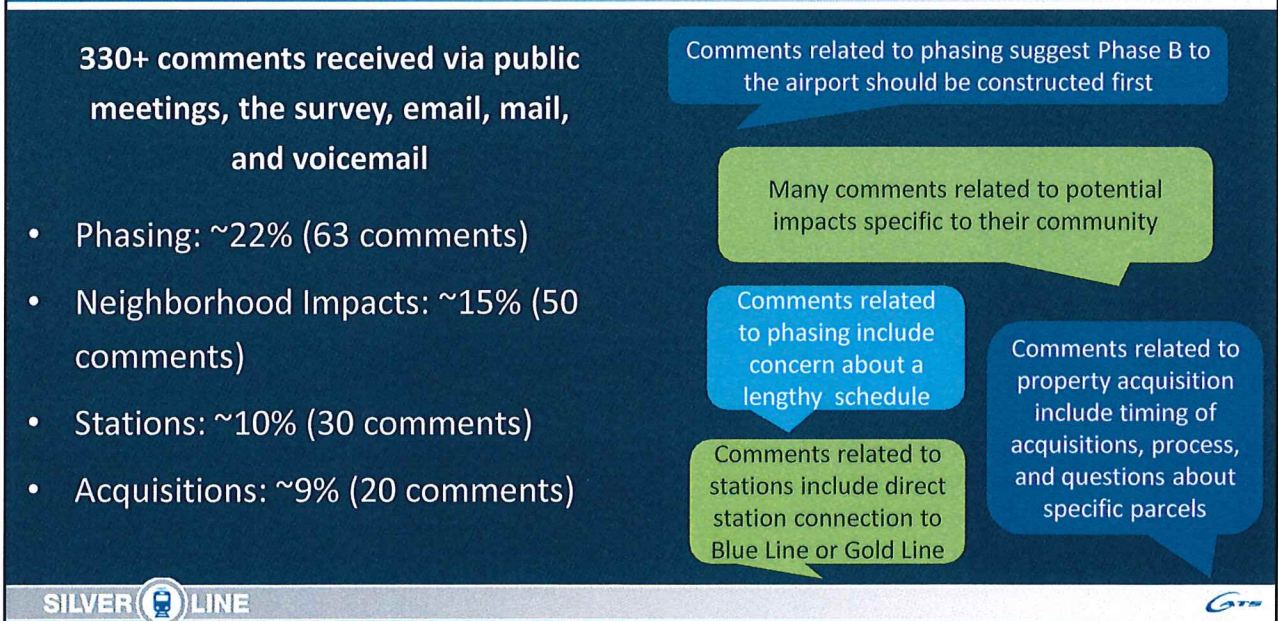 330+ comments received via public
meetings, the survey, email, mail,
and voicemail
• Phasing: ~22% (63 comments)
• Neighborhood Impacts: ~15% (50
comments)
• Stations: ~10% (30 comments)
• Acquisitions: ~9% (20 comments)
Comments related to phasing suggest Phase B to
the airport should be constructed first
Many comments related to potential
impacts specific to their community
Comments related
to phasing include
concern about a
lengthy schedule
Comments related to
property acquisition
include timing of
acquisitions, process,
and questions about
specific parcels
Comments related to
stations include direct
station connection to
Blue Line or Gold Line
SILVER LINE
CATS